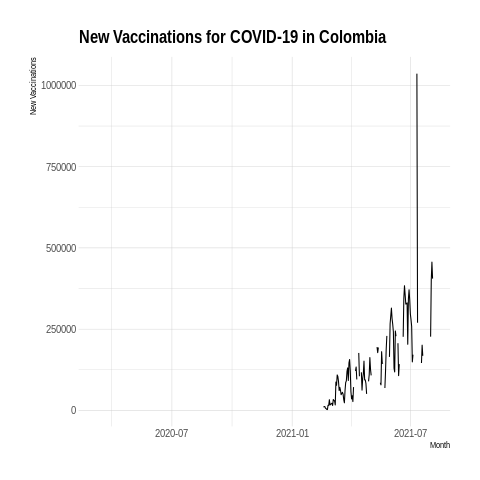 New Vaccinations for COVID-19 in Colombia
New Vaccinations
1000000
750000
500000
250000
0
2020-07 2021-01 2021-07
Month